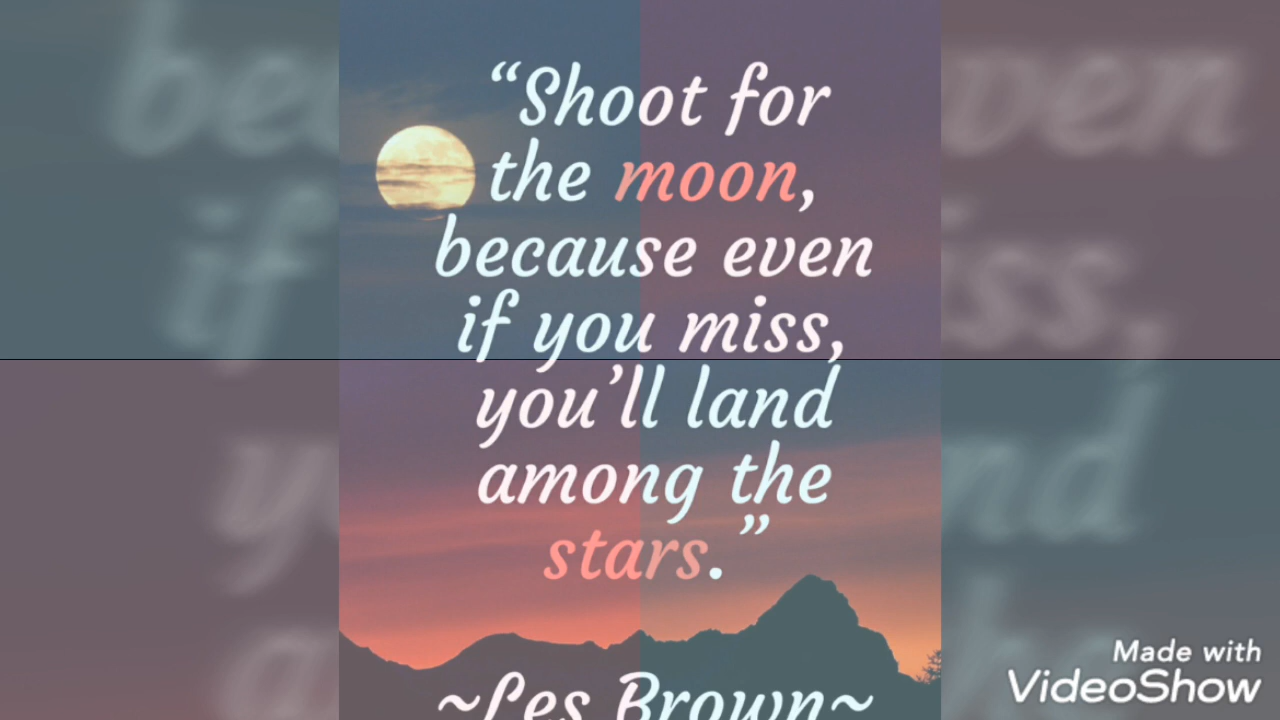 “Shoot for
the moon,
because even
if you miss,
you’ll land
among the
stars.”
~Les Brown~
Made with
VideoShow